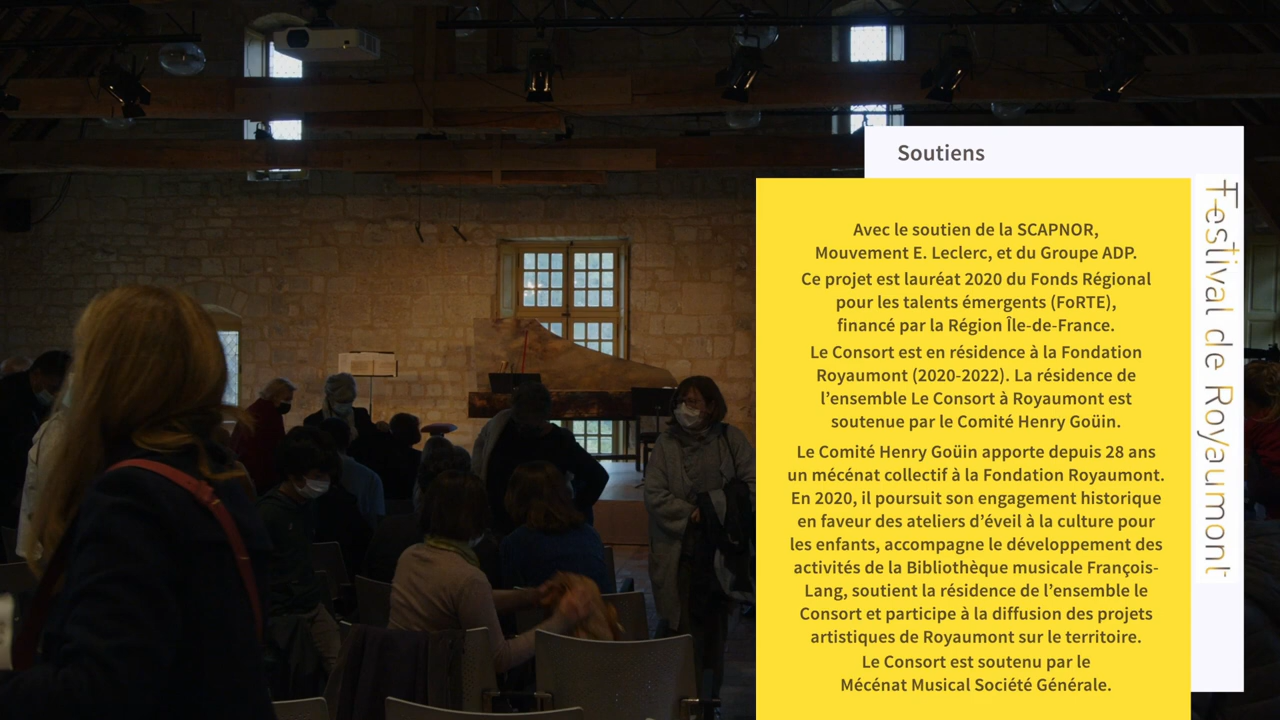 Soutiens
Avec le soutien de la SCAPNOR,
Mouvement E. Leclerc, et du Groupe ADP.
Ce projet est lauréat 2020 du Fonds Régional
pour les talents émergents (FoRTE),
financé par la Région Île-de-France.
Le Consort est en résidence à la Fondation
Royaumont (2020-2022). La résidence de
l’ensemble Le Consort à Royaumont est
soutenue par le Comité Henry Goüin.
Le Comité Henry Goüin apporte depuis 28 ans
un mécénat collectif à la Fondation Royaumont.
En 2020, il poursuit son engagement historique
en faveur des ateliers d’éveil à la culture pour
les enfants, accompagne le développement des
activités de la Bibliothèque musicale François-
Lang, soutient la résidence de l’ensemble le
Consort et participe à la diffusion des projets
artistiques de Royaumont sur le territoire.
Le Consort est soutenu par le
Mécénat Musical Société Générale.
Festival de Royaumont